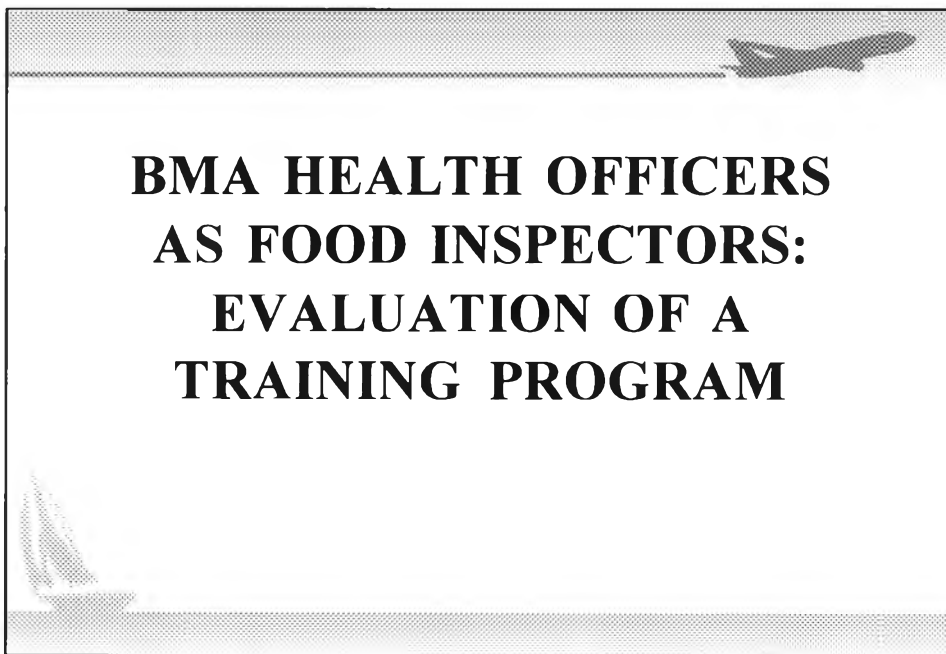 BMA HEALTH OFFICERS
AS FOOD INSPECTORS:
EVALUATION OF A
TRAINING PROGRAM